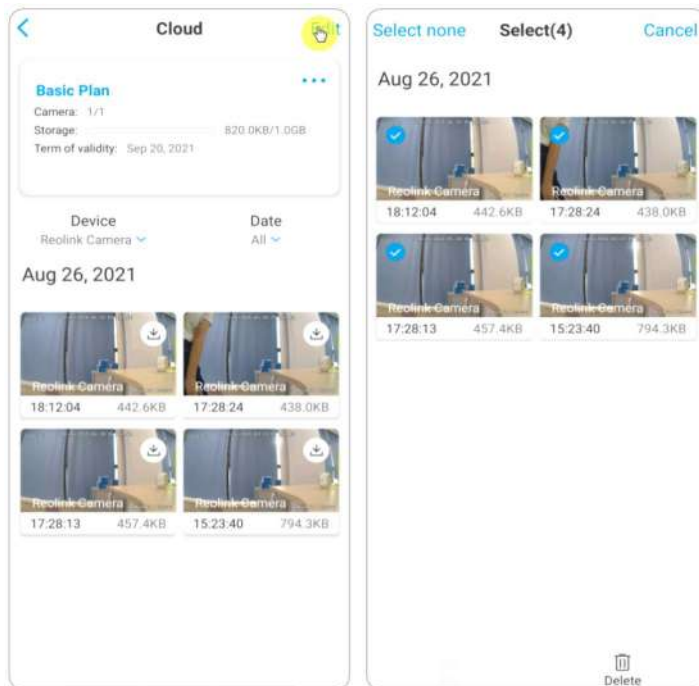 Cloud
Edit
Basic Plan
Camera: 1/1
Storage: 820.0KB/1.0GB
Term of validity: Sep 20, 2021
Device Date
Reolink Camera All
Aug 26, 2021
Reolink Camera Reolink Camera
18:12:04 442.6KB 17:28:24 438.0KB
Reolink Camera Reolink Camera
17:28:13 457.4KB 15:23:40 794.3KB
Select none Select(4) Cancel
Aug 26, 2021
Reolink Camera Reolink Camera
18:12:04 442.6KB 17:28:24 438.0KB
Reolink Camera Reolink Camera
17:28:13 457.4KB 15:23:40 794.3KB
Delete